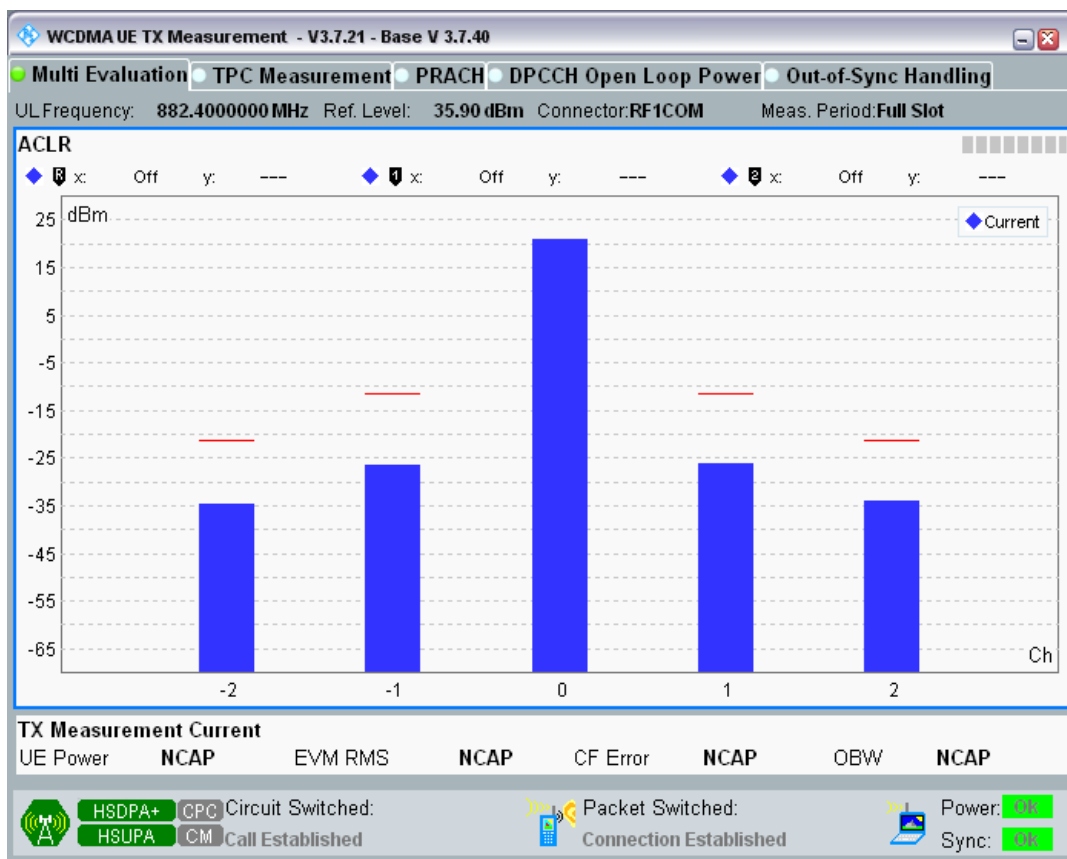 WCDMA UE TX Measurement - V3.7.21 - Base V 3.7.40
Multi Evaluation TPC Measurement PRACH DPCCH Open Loop Power Out-of-Sync Handling
UL Frequency: 882.4000000 MHz Ref. Level: 35.90 dBm Connector:RF1COM Meas. Period:Full Slot
ACLR
R x: Off y: --- 1 x: Off y: --- 2 x: Off y: ---
dBm
Current
25
15
5
-5
-15
-25
-35
-45
-55
-65
Ch
-2 -1 0 1 2
TX Measurement Current
UE Power NCAP EVM RMS NCAP CF Error NCAP OBW NCAP
HSDPA+ CPC Circuit Switched: Packet Switched: Power: Ok
HSUPA CM Call Established Connection Established Sync: Ok